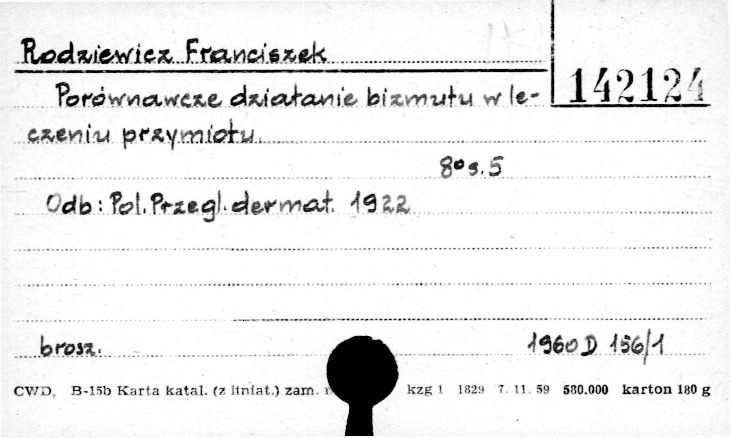 Rodziewicz Franciszek
142124
Porównawcze działanie bizmutu w le-
czeniu przymiotu.
8° s. 5
Odb: Pol. Przegl. dermat. 1922
brosz. 1960 D 156/1
CWD, B-15b Karta katal. (z liniat.) zam. kzg 1 1829 7. 11. 59 580.000 karton 180 g